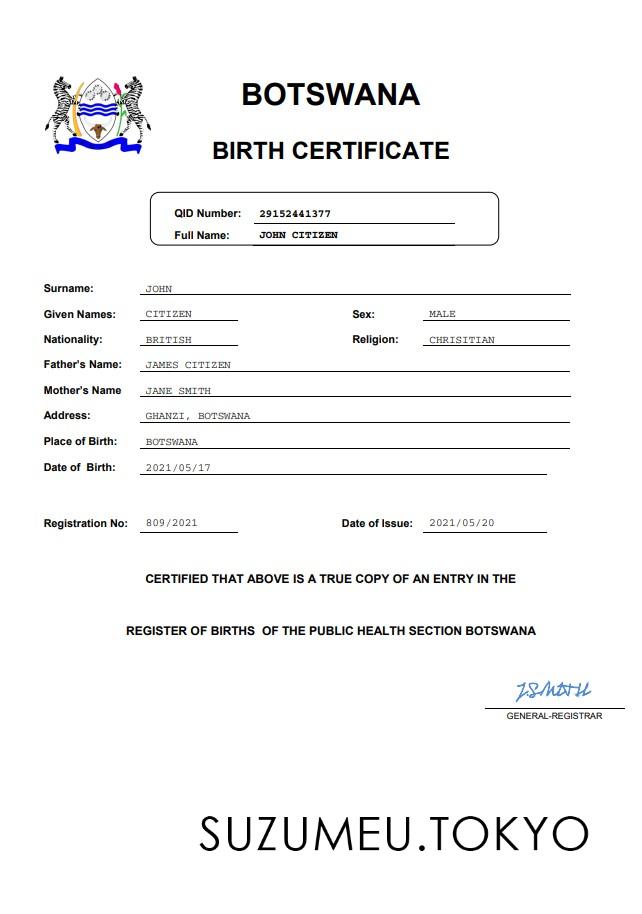 BOTSWANA
BIRTH CERTIFICATE
QID Number: 29152441377
Full Name: JOHN CITIZEN
Surname: JOHN
Given Names: CITIZEN Sex: MALE
Nationality: BRITISH Religion: CHRISITIAN
Father's Name: JAMES CITIZEN
Mother's Name JANE SMITH
Address: GHANZI, BOTSWANA
Place of Birth: BOTSWANA
Date of Birth: 2021/05/17
Registration No: 809/2021 Date of Issue: 2021/05/20
CERTIFIED THAT ABOVE IS A TRUE COPY OF AN ENTRY IN THE
REGISTER OF BIRTHS OF THE PUBLIC HEALTH SECTION BOTSWANA
J.SMITH
GENERAL-REGISTRAR
SUZUMEU.TOKYO